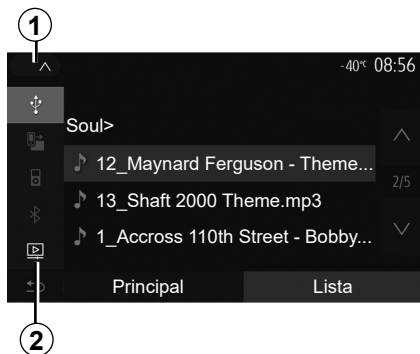 1
-40°C 08:56
Soul>
12_Maynard Ferguson - Theme...
2/5
13_Shaft 2000 Theme.mp3
1_Accross 110th Street - Bobby...
Principal Lista
2